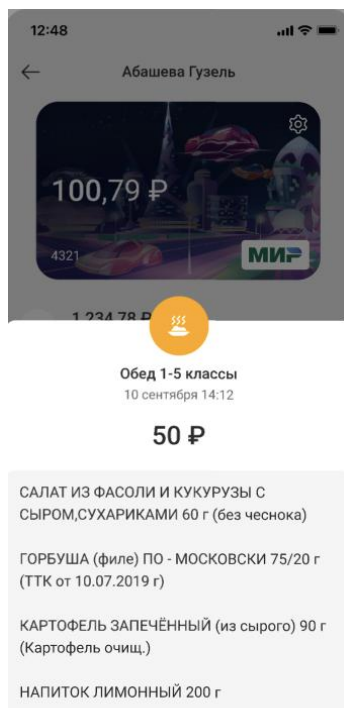 12:48
Абашева Гузель
100,79 ₽
4321
МИР
1 234,78 ₽
Обед 1-5 классы
10 сентября 14:12
50 ₽
САЛАТ ИЗ ФАСОЛИ И КУКУРУЗЫ С
СЫРОМ,СУХАРИКАМИ 60 г (без чеснока)
ГОРБУША (филе) ПО - МОСКОВСКИ 75/20 г
(ТТК от 10.07.2019 г)
КАРТОФЕЛЬ ЗАПЕЧЁННЫЙ (из сырого) 90 г
(Картофель очищ.)
НАПИТОК ЛИМОННЫЙ 200 г